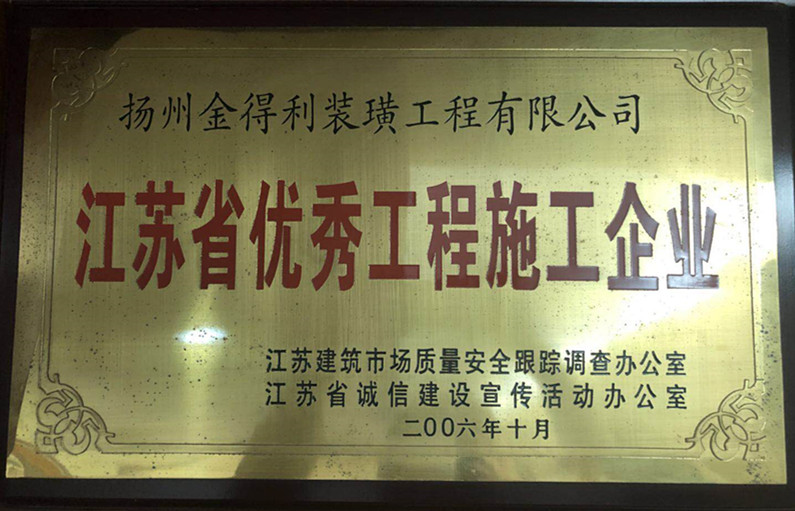 扬州金得利装璜工程有限公司
江苏省优秀工程施工企业
江苏建筑市场质量安全跟踪调查办公室
江苏省诚信建设宣传活动办公室
二00六年十月